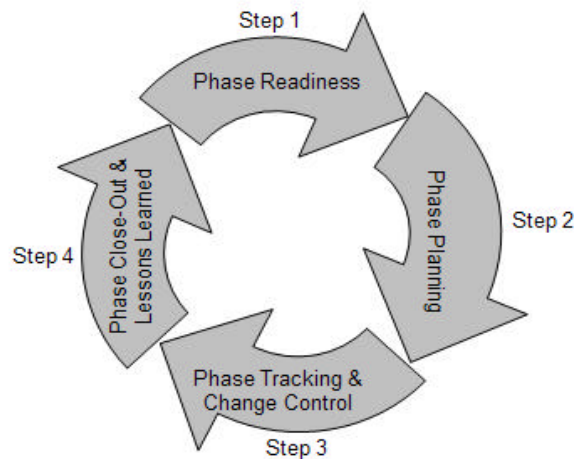 Step 1
Phase Readiness
Step 2
Phase Planning
Phase Tracking &
Change Control
Step 3
Step 4
Phase Close-Out &
Lessons Learned